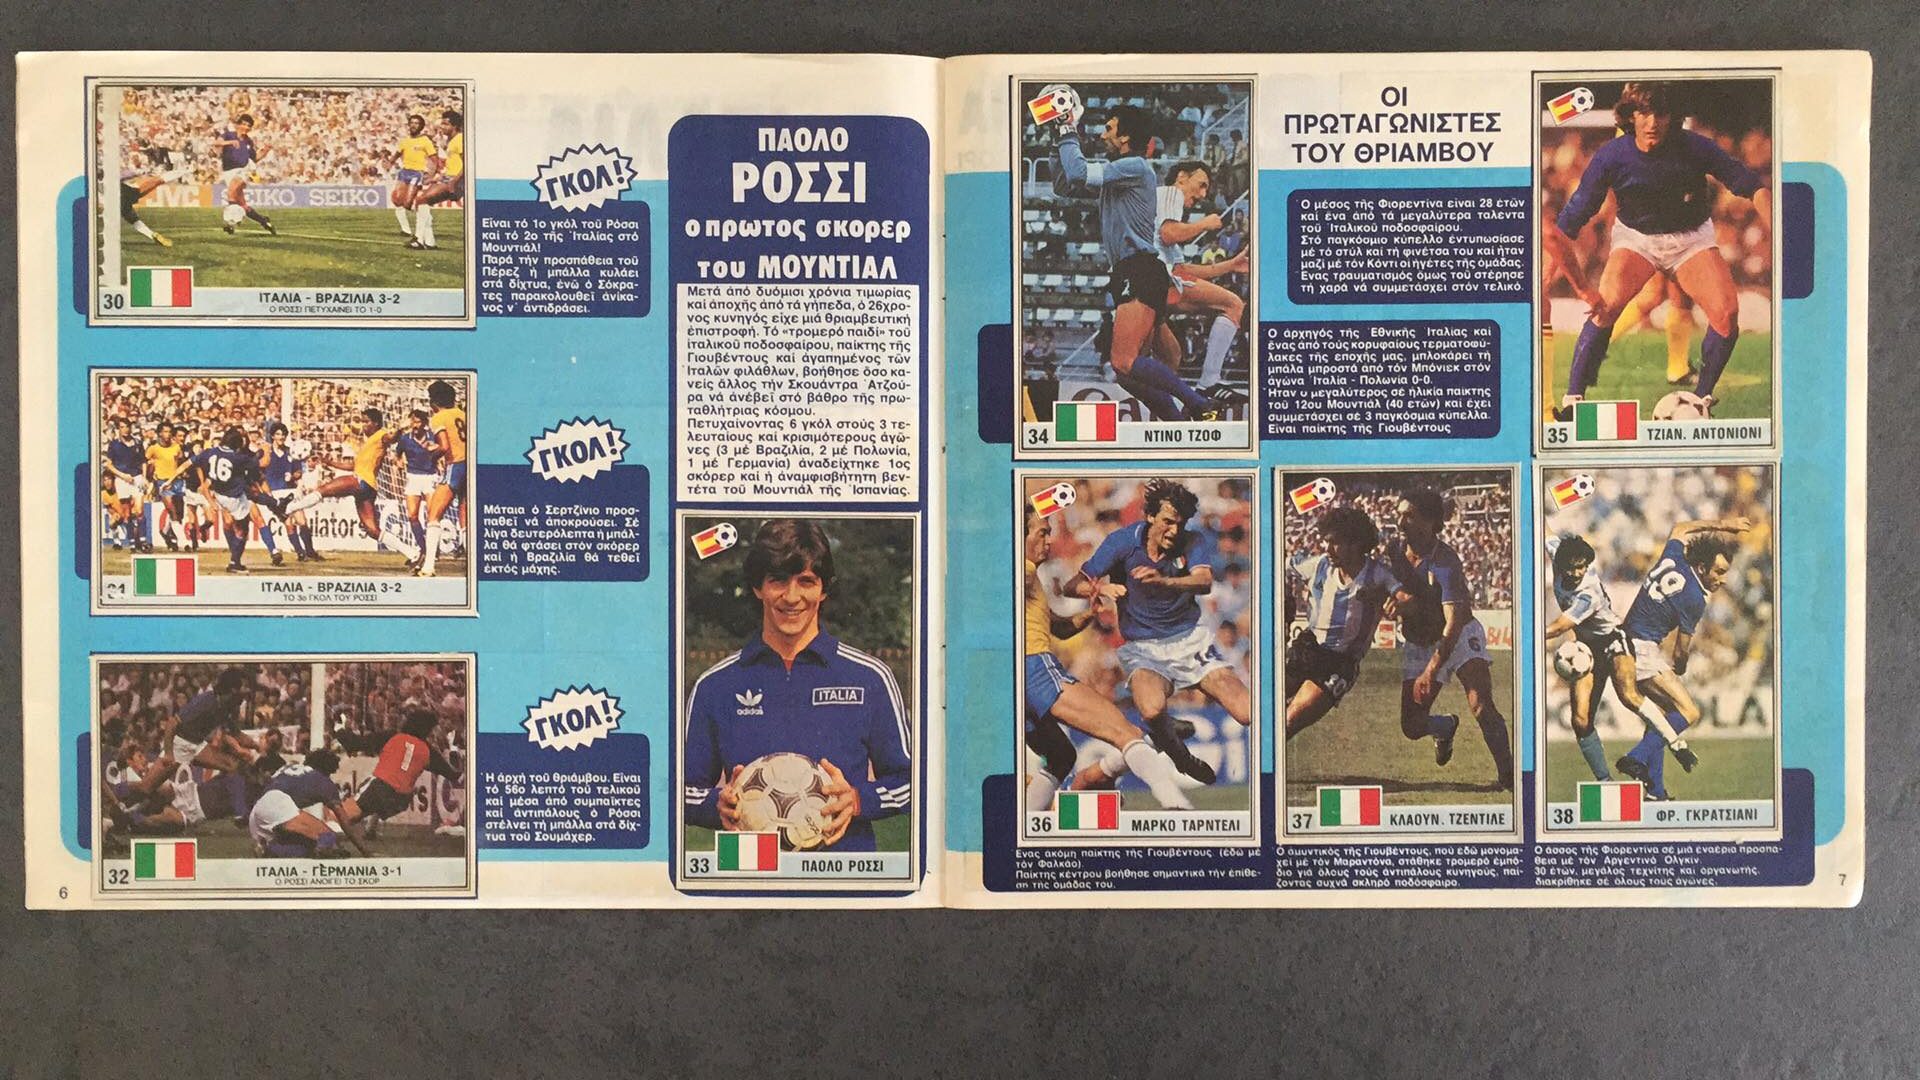 JVC SEIKO SEIKO
30
ΙΤΑΛΙΑ - ΒΡΑΖΙΛΙΑ 3-2
Ο ΡΟΣΣΙ ΠΕΤΥΧΑΙΝΕΙ ΤΟ 1-0
ΓΚΟΛ!
Εἶναι τό 1ο γκόλ τοῦ Ρόσσι
καί τό 2ο τῆς Ἰταλίας στό
Μουντιάλ!
Παρά τήν προσπάθεια τοῦ
Πέρεζ ἡ μπάλλα κυλάει
στά δίχτυα, ἐνῶ ὁ Σόκρα-
τες παρακολουθεῖ ἀνίκα-
νος ν' ἀντιδράσει.
16
31
ΙΤΑΛΙΑ - ΒΡΑΖΙΛΙΑ 3-2
ΤΟ 3ο ΓΚΟΛ ΤΟΥ ΡΟΣΣΙ
ΓΚΟΛ!
Μάταια ὁ Σερτζίνιο προσ-
παθεῖ νά ἀποκρούσει. Σέ
λίγα δευτερόλεπτα ἡ μπάλ-
λα θά φτάσει στόν σκόρερ
καί ἡ Βραζιλία θά τεθεῖ
ἐκτός μάχης.
1
32
ΙΤΑΛΙΑ - ΓΕΡΜΑΝΙΑ 3-1
Ο ΡΟΣΣΙ ΑΝΟΙΓΕΙ ΤΟ ΣΚΟΡ
ΓΚΟΛ!
Ἡ ἀρχή τοῦ θριάμβου. Εἶναι
τό 56ο λεπτό τοῦ τελικοῦ
καί μέσα ἀπό συμπαίκτες
καί ἀντιπάλους ὁ Ρόσσι
στέλνει τή μπάλλα στά δίχ-
τυα τοῦ Σουμάχερ.
6
ΠΑΟΛΟ
ΡΟΣΣΙ
ο πρωτος σκορερ
του ΜΟΥΝΤΙΑΛ
Μετά ἀπό δυόμισι χρόνια τιμωρίας
καί ἀποχῆς ἀπό τά γήπεδα, ὁ 26χρο-
νος κυνηγός εἶχε μιά θριαμβευτική
ἐπιστροφή. Τό «τρομερό παιδί» τοῦ
ἰταλικοῦ ποδοσφαίρου, παίκτης τῆς
Γιουβέντους καί ἀγαπημένος τῶν
Ἰταλῶν φιλάθλων, βοήθησε ὅσο κα-
νείς ἄλλος τήν Σκουάντρα Ἀτζού-
ρα νά ἀνέβει στό βάθρο τῆς πρω-
ταθλήτριας κόσμου.
Πετυχαίνοντας 6 γκόλ στούς 3 τε-
λευταίους καί κρισιμότερους ἀγῶ-
νες (3 μέ Βραζιλία, 2 μέ Πολωνία,
1 μέ Γερμανία) ἀναδείχτηκε 1ος
σκόρερ καί ἡ ἀναμφισβήτητη βεν-
τέτα τοῦ Μουντιάλ τῆς Ἰσπανίας.
adidas
ITALIA
33
ΠΑΟΛΟ ΡΟΣΣΙ
34
ΝΤΙΝΟ ΤΖΟΦ
ΟΙ
ΠΡΩΤΑΓΩΝΙΣΤΕΣ
ΤΟΥ ΘΡΙΑΜΒΟΥ
Ὁ μέσος τῆς Φιορεντίνα εἶναι 28 ἐτῶν
καί ἕνα ἀπό τά μεγαλύτερα ταλέντα
τοῦ Ἰταλικοῦ ποδοσφαίρου.
Στό παγκόσμιο κύπελλο ἐντυπωσίασε
μέ τό στύλ καί τή φινέτσα του καί ἦταν
μαζί μέ τόν Κόντι οἱ ἡγέτες τῆς ὁμάδας.
Ἕνας τραυματισμός ὅμως τοῦ στέρησε
τή χαρά νά συμμετάσχει στόν τελικό.
Ὁ ἀρχηγός τῆς Ἐθνικῆς Ἰταλίας καί
ἕνας ἀπό τούς κορυφαίους τερματοφύ-
λακες τῆς ἐποχῆς μας, μπλοκάρει τή
μπάλα μπροστά ἀπό τόν Μπόνιεκ στόν
ἀγώνα Ἰταλία - Πολωνία 0-0.
Ἦταν ὁ μεγαλύτερος σέ ἡλικία παίκτης
τοῦ 12ου Μουντιάλ (40 ἐτῶν) καί ἔχει
συμμετάσχει σέ 3 παγκόσμια κύπελλα.
Εἶναι παίκτης τῆς Γιουβέντους
35
ΤΖΙΑΝ. ΑΝΤΟΝΙΟΝΙ
14
36
ΜΑΡΚΟ ΤΑΡΝΤΕΛΙ
Ἕνας ἀκόμη παίκτης τῆς Γιουβέντους. (ἐδῶ μέ
τόν Φαλκάο).
Παίκτης κέντρου βοήθησε σημαντικά τήν ἐπίθε-
ση τῆς ὁμάδας του.
6
37
ΚΛΑΟΥΝ. ΤΖΕΝΤΙΛΕ
Ὁ ἀμυντικός τῆς Γιουβέντους, πού ἐδῶ μονομα-
χεῖ μέ τόν Μαραντόνα, στάθηκε τρομερό ἐμπό-
διο γιά ὅλους τούς ἀντίπαλους κυνηγούς, παί-
ζοντας συχνά σκληρό ποδόσφαιρο.
19
38
ΦΡ. ΓΚΡΑΤΣΙΑΝΙ
Ὁ ἄσσος τῆς Φιορεντίνα σέ μιά ἐναέρια προσπά-
θεια μέ τόν Ἀργεντινό Ὀλγκίν.
30 ἐτῶν, μεγάλος τεχνίτης καί ὀργανωτής,
διακρίθηκε σέ ὅλους τούς ἀγῶνες.
7